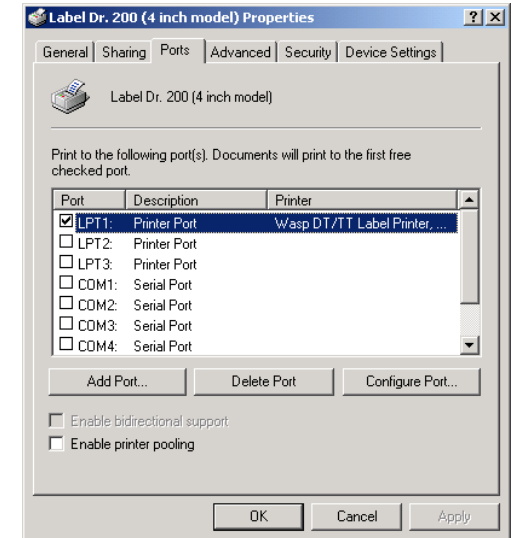 Label Dr. 200 (4 inch model) Properties
General Sharing Ports Advanced Security Device Settings
Label Dr. 200 (4 inch model)
Print to the following port(s). Documents will print to the first free
checked port.
Port Description Printer
LPT1: Printer Port Wasp DT/TT Label Printer, ...
LPT2: Printer Port
LPT3: Printer Port
COM1: Serial Port
COM2: Serial Port
COM3: Serial Port
COM4: Serial Port
Add Port... Delete Port Configure Port...
Enable bidirectional support
Enable printer pooling
OK Cancel Apply